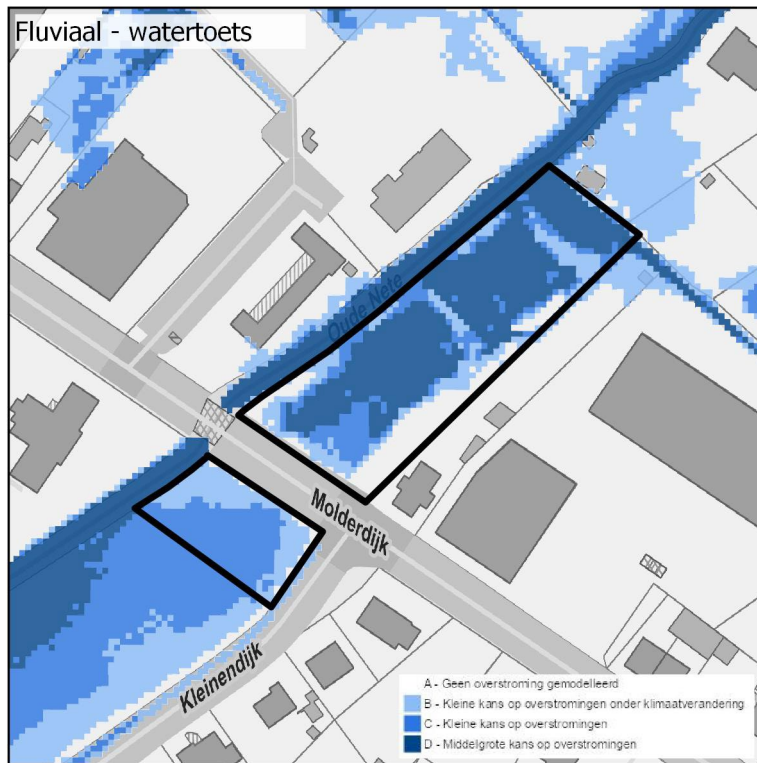 Fluviaal - watertoets
Oude Nete
Molderdijk
Kleinendijk
A - Geen overstroming gemodelleerd
B - Kleine kans op overstromingen onder klimaatverandering
C - Kleine kans op overstromingen
D - Middelgrote kans op overstromingen